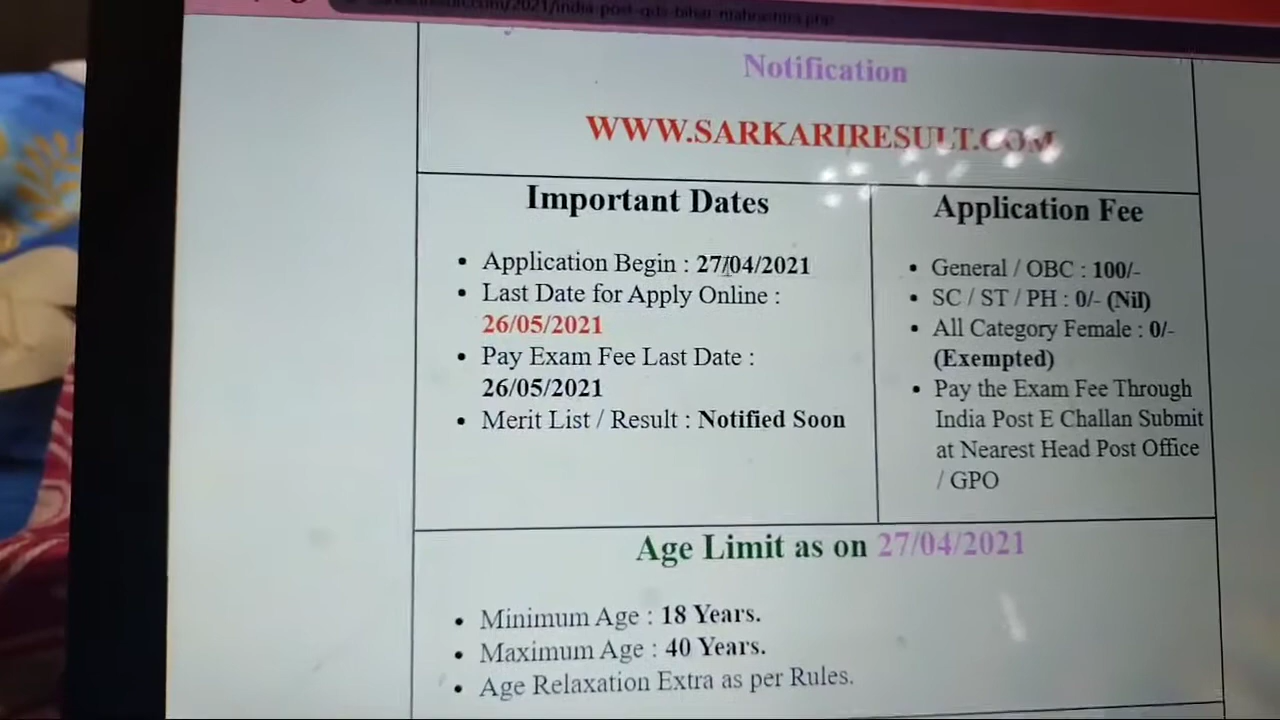 Notification
WWW.SARKARIRESULT.COM
Important Dates
• Application Begin : 27/04/2021
• Last Date for Apply Online :
26/05/2021
• Pay Exam Fee Last Date :
26/05/2021
• Merit List / Result : Notified Soon
Application Fee
• General / OBC : 100/-
• SC / ST / PH : 0/- (Nil)
• All Category Female : 0/-
(Exempted)
• Pay the Exam Fee Through
India Post E Challan Submit
at Nearest Head Post Office
/ GPO
Age Limit as on 27/04/2021
• Minimum Age : 18 Years.
• Maximum Age : 40 Years.
• Age Relaxation Extra as per Rules.